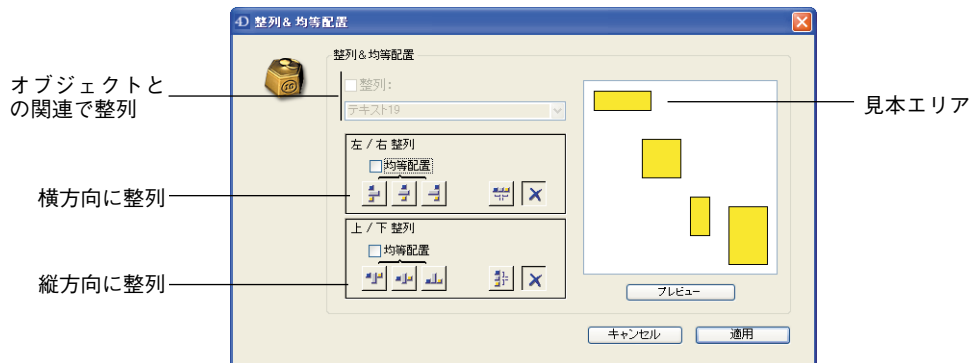 整列& 均等配置
整列&均等配置
オブジェクトと
の関連で整列
整列:
テキスト19
見本エリア
左 / 右 整列
均等配置
横方向に整列
上 / 下 整列
均等配置
縦方向に整列
プレビュー
キャンセル
適用